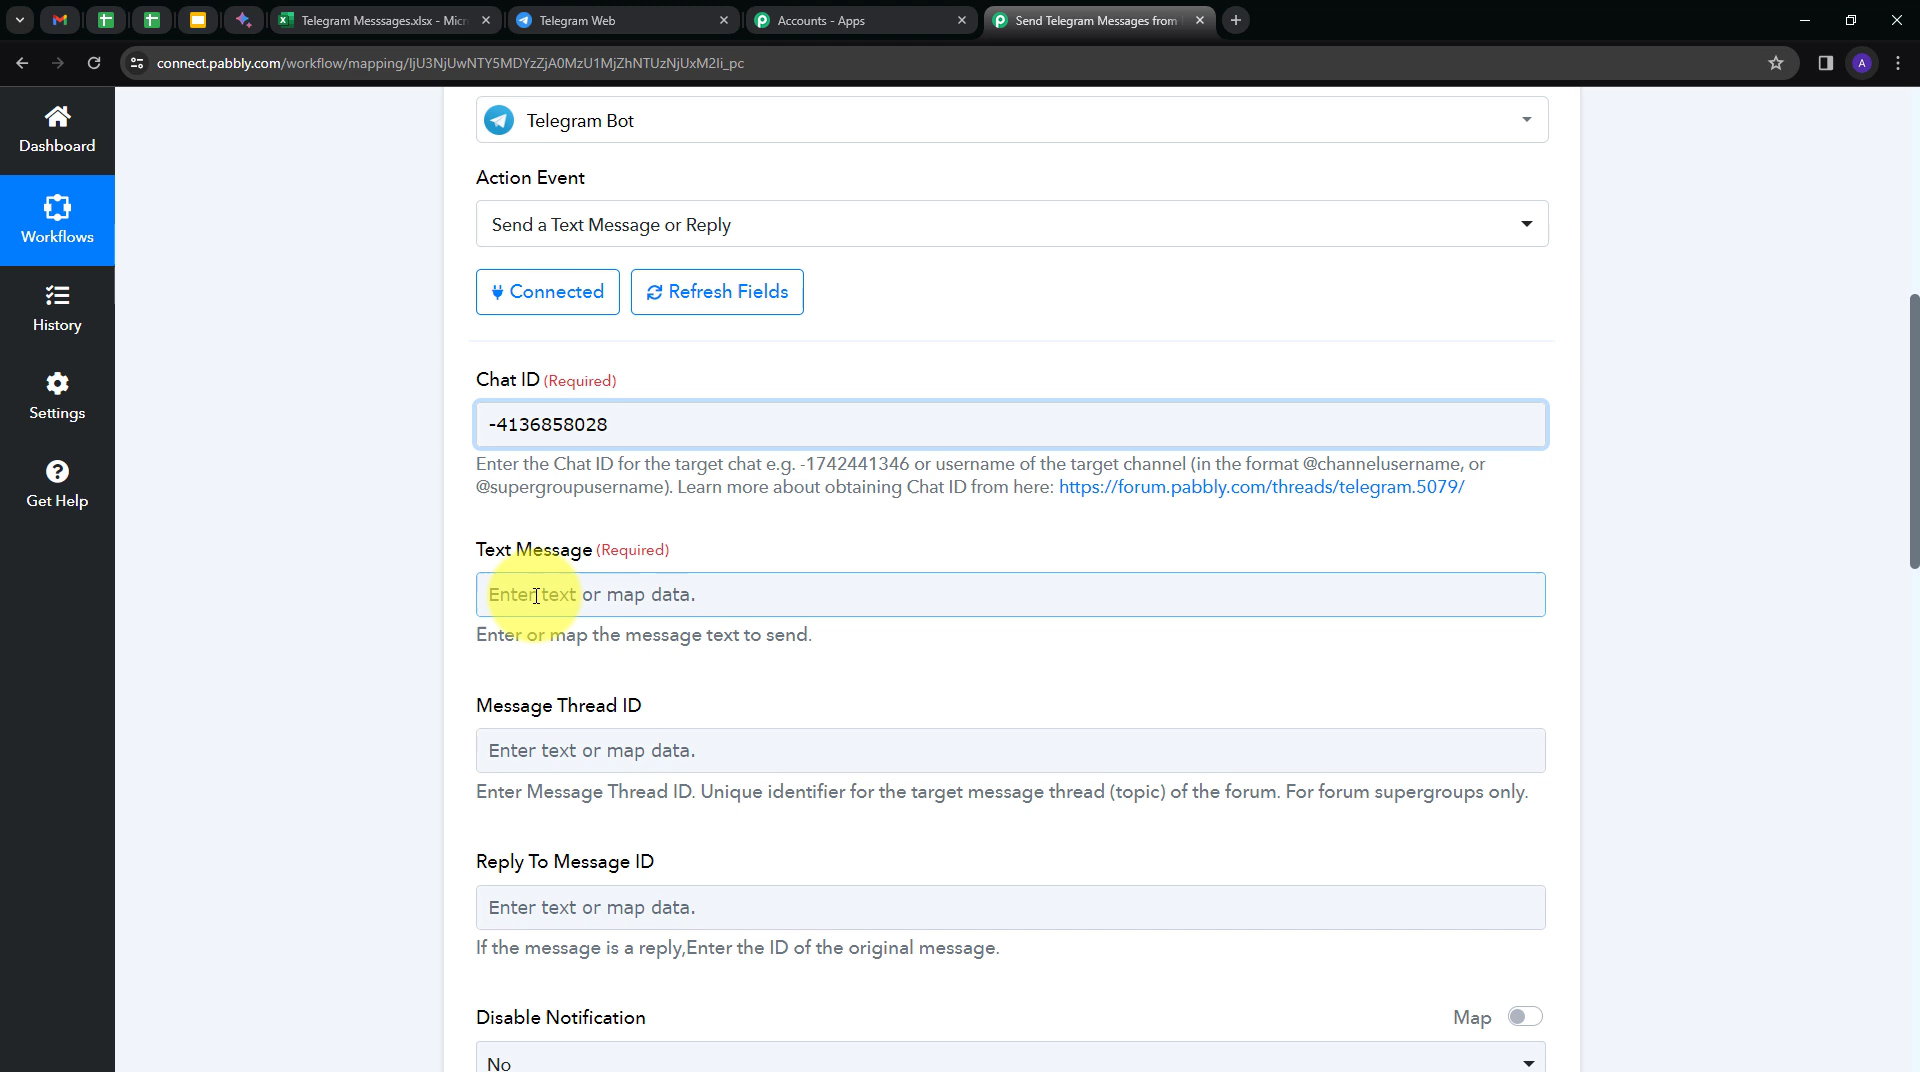 Telegram Messsages.xlsx - Micr
Telegram Web
Accounts - Apps
Send Telegram Messages from
connect.pabbly.com/workflow/mapping/IjU3NjUwNTY5MDYzZjA0MzU1MjZhNTUzNjUxM2Ii_pc
A
Dashboard
Workflows
History
Settings
Get Help
Telegram Bot
Action Event
Send a Text Message or Reply
Connected
Refresh Fields
Chat ID (Required)
-4136858028
Enter the Chat ID for the target chat e.g. -1742441346 or username of the target channel (in the format @channelusername, or
@supergroupusername). Learn more about obtaining Chat ID from here: https://forum.pabbly.com/threads/telegram.5079/
Text Message (Required)
Enter text or map data.
Enter or map the message text to send.
Message Thread ID
Enter text or map data.
Enter Message Thread ID. Unique identifier for the target message thread (topic) of the forum. For forum supergroups only.
Reply To Message ID
Enter text or map data.
If the message is a reply,Enter the ID of the original message.
Disable Notification
Map
No